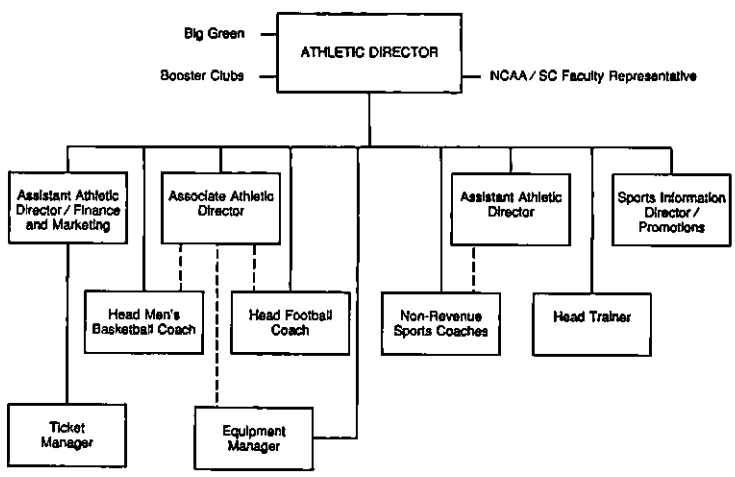 Big Green
ATHLETIC DIRECTOR
Booster Clubs
NCAA / SC Faculty Representative
Assistant Athletic
Director / Finance
and Marketing
Associate Athletic
Director
Assistant Athletic
Director
Sports Information
Director /
Promotions
Head Men's
Basketball Coach
Head Football
Coach
Non-Revenue
Sports Coaches
Head Trainer
Ticket
Manager
Equipment
Manager